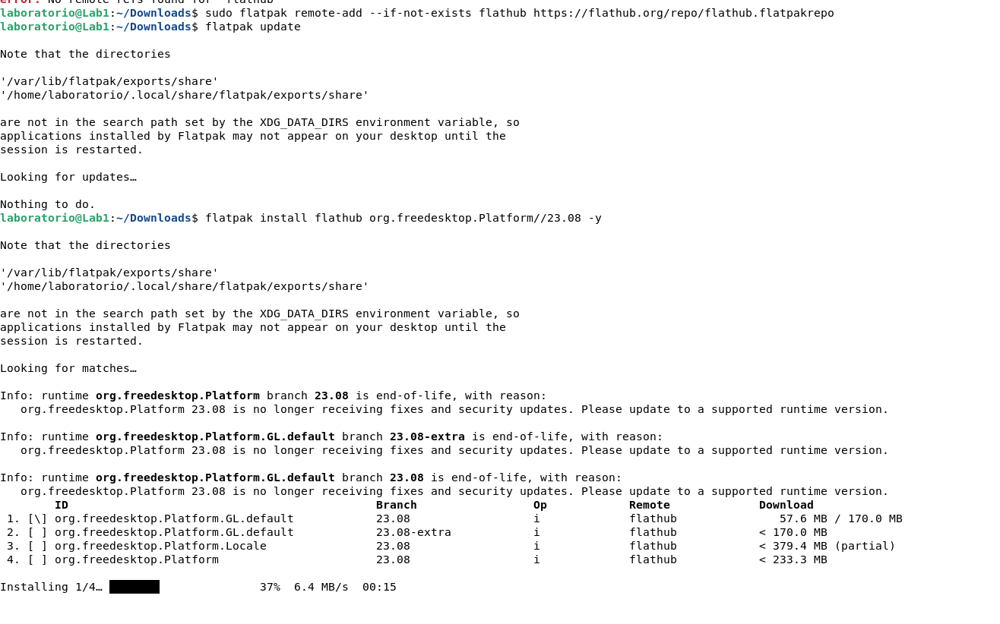 error: No remote refs found for 'flathub'
laboratorio@Lab1:~/Downloads$ sudo flatpak remote-add --if-not-exists flathub https://flathub.org/repo/flathub.flatpakrepo
laboratorio@Lab1:~/Downloads$ flatpak update
Note that the directories
'/var/lib/flatpak/exports/share'
'/home/laboratorio/.local/share/flatpak/exports/share'
are not in the search path set by the XDG_DATA_DIRS environment variable, so
applications installed by Flatpak may not appear on your desktop until the
session is restarted.
Looking for updates…
Nothing to do.
laboratorio@Lab1:~/Downloads$ flatpak install flathub org.freedesktop.Platform//23.08 -y
Note that the directories
'/var/lib/flatpak/exports/share'
'/home/laboratorio/.local/share/flatpak/exports/share'
are not in the search path set by the XDG_DATA_DIRS environment variable, so
applications installed by Flatpak may not appear on your desktop until the
session is restarted.
Looking for matches…
Info: runtime org.freedesktop.Platform branch 23.08 is end-of-life, with reason:
   org.freedesktop.Platform 23.08 is no longer receiving fixes and security updates. Please update to a supported runtime version.
Info: runtime org.freedesktop.Platform.GL.default branch 23.08-extra is end-of-life, with reason:
   org.freedesktop.Platform 23.08 is no longer receiving fixes and security updates. Please update to a supported runtime version.
Info: runtime org.freedesktop.Platform.GL.default branch 23.08 is end-of-life, with reason:
   org.freedesktop.Platform 23.08 is no longer receiving fixes and security updates. Please update to a supported runtime version.
ID Branch Op Remote Download
1. [\] org.freedesktop.Platform.GL.default 23.08 i flathub 57.6 MB / 170.0 MB
2. [ ] org.freedesktop.Platform.GL.default 23.08-extra i flathub < 170.0 MB
3. [ ] org.freedesktop.Platform.Locale 23.08 i flathub < 379.4 MB (partial)
4. [ ] org.freedesktop.Platform 23.08 i flathub < 233.3 MB
Installing 1/4… 37% 6.4 MB/s 00:15